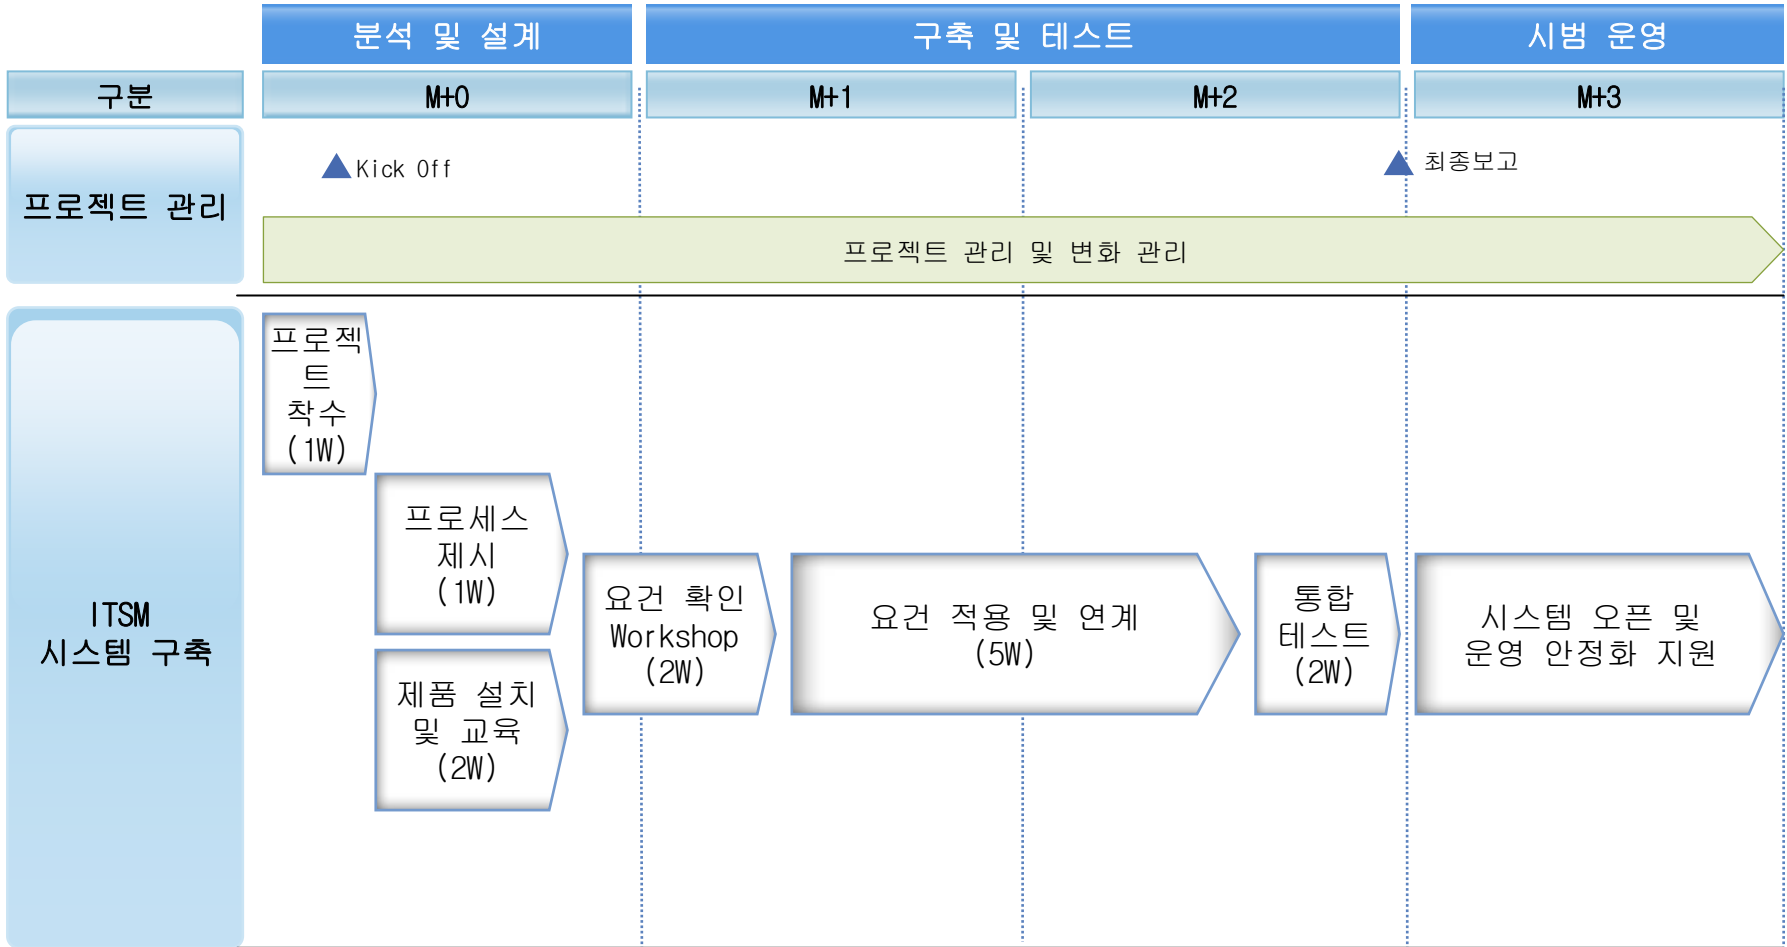 분석 및 설계
구축 및 테스트
시범 운영
구분
M+0
M+1
M+2
M+3
프로젝트 관리
Kick Off
최종보고
프로젝트 관리 및 변화 관리
ITSM
시스템 구축
프로젝
트
착수
(1W)
프로세스
제시
(1W)
제품 설치
및 교육
(2W)
요건 확인
Workshop
(2W)
요건 적용 및 연계
(5W)
통합
테스트
(2W)
시스템 오픈 및
운영 안정화 지원